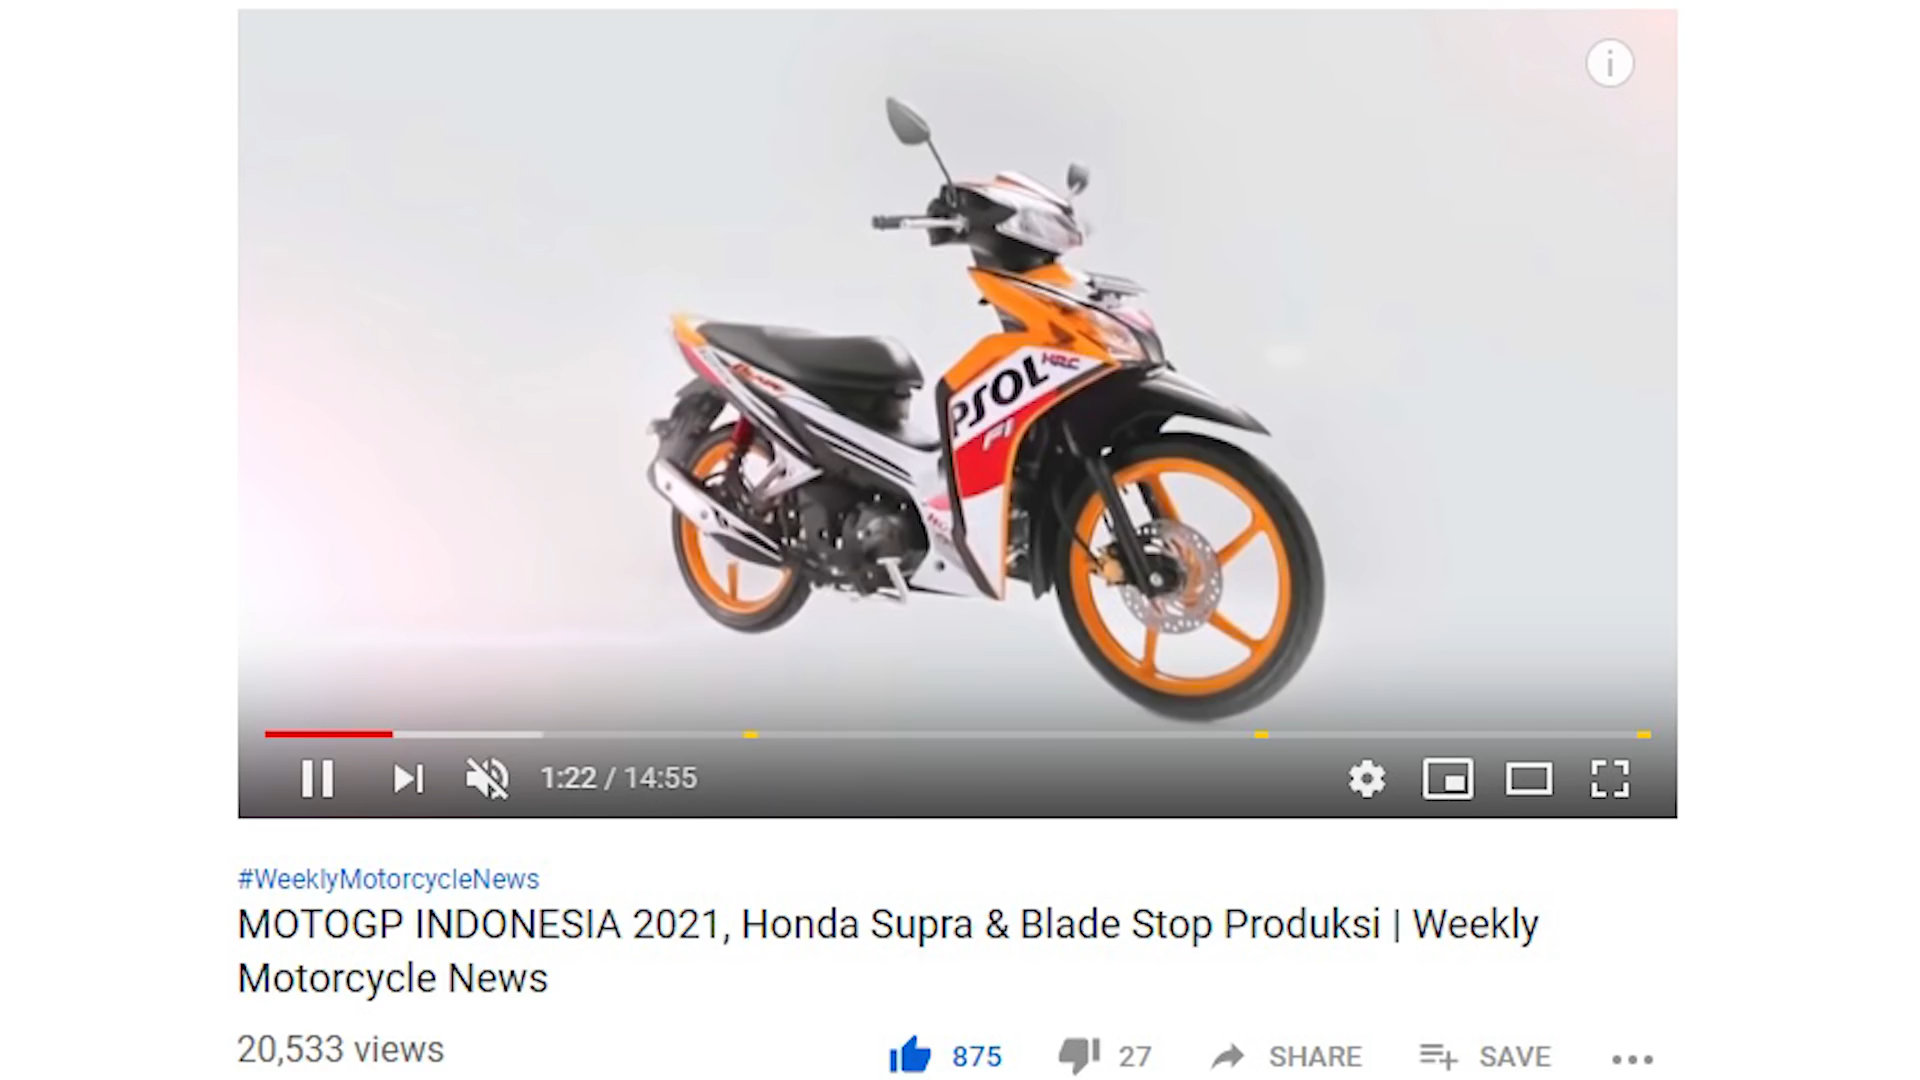 PSOL HRC
FI
1:22 / 14:55
#WeeklyMotorcycleNews
MOTOGP INDONESIA 2021, Honda Supra & Blade Stop Produksi | Weekly
Motorcycle News
20,533 views 875 27 SHARE SAVE